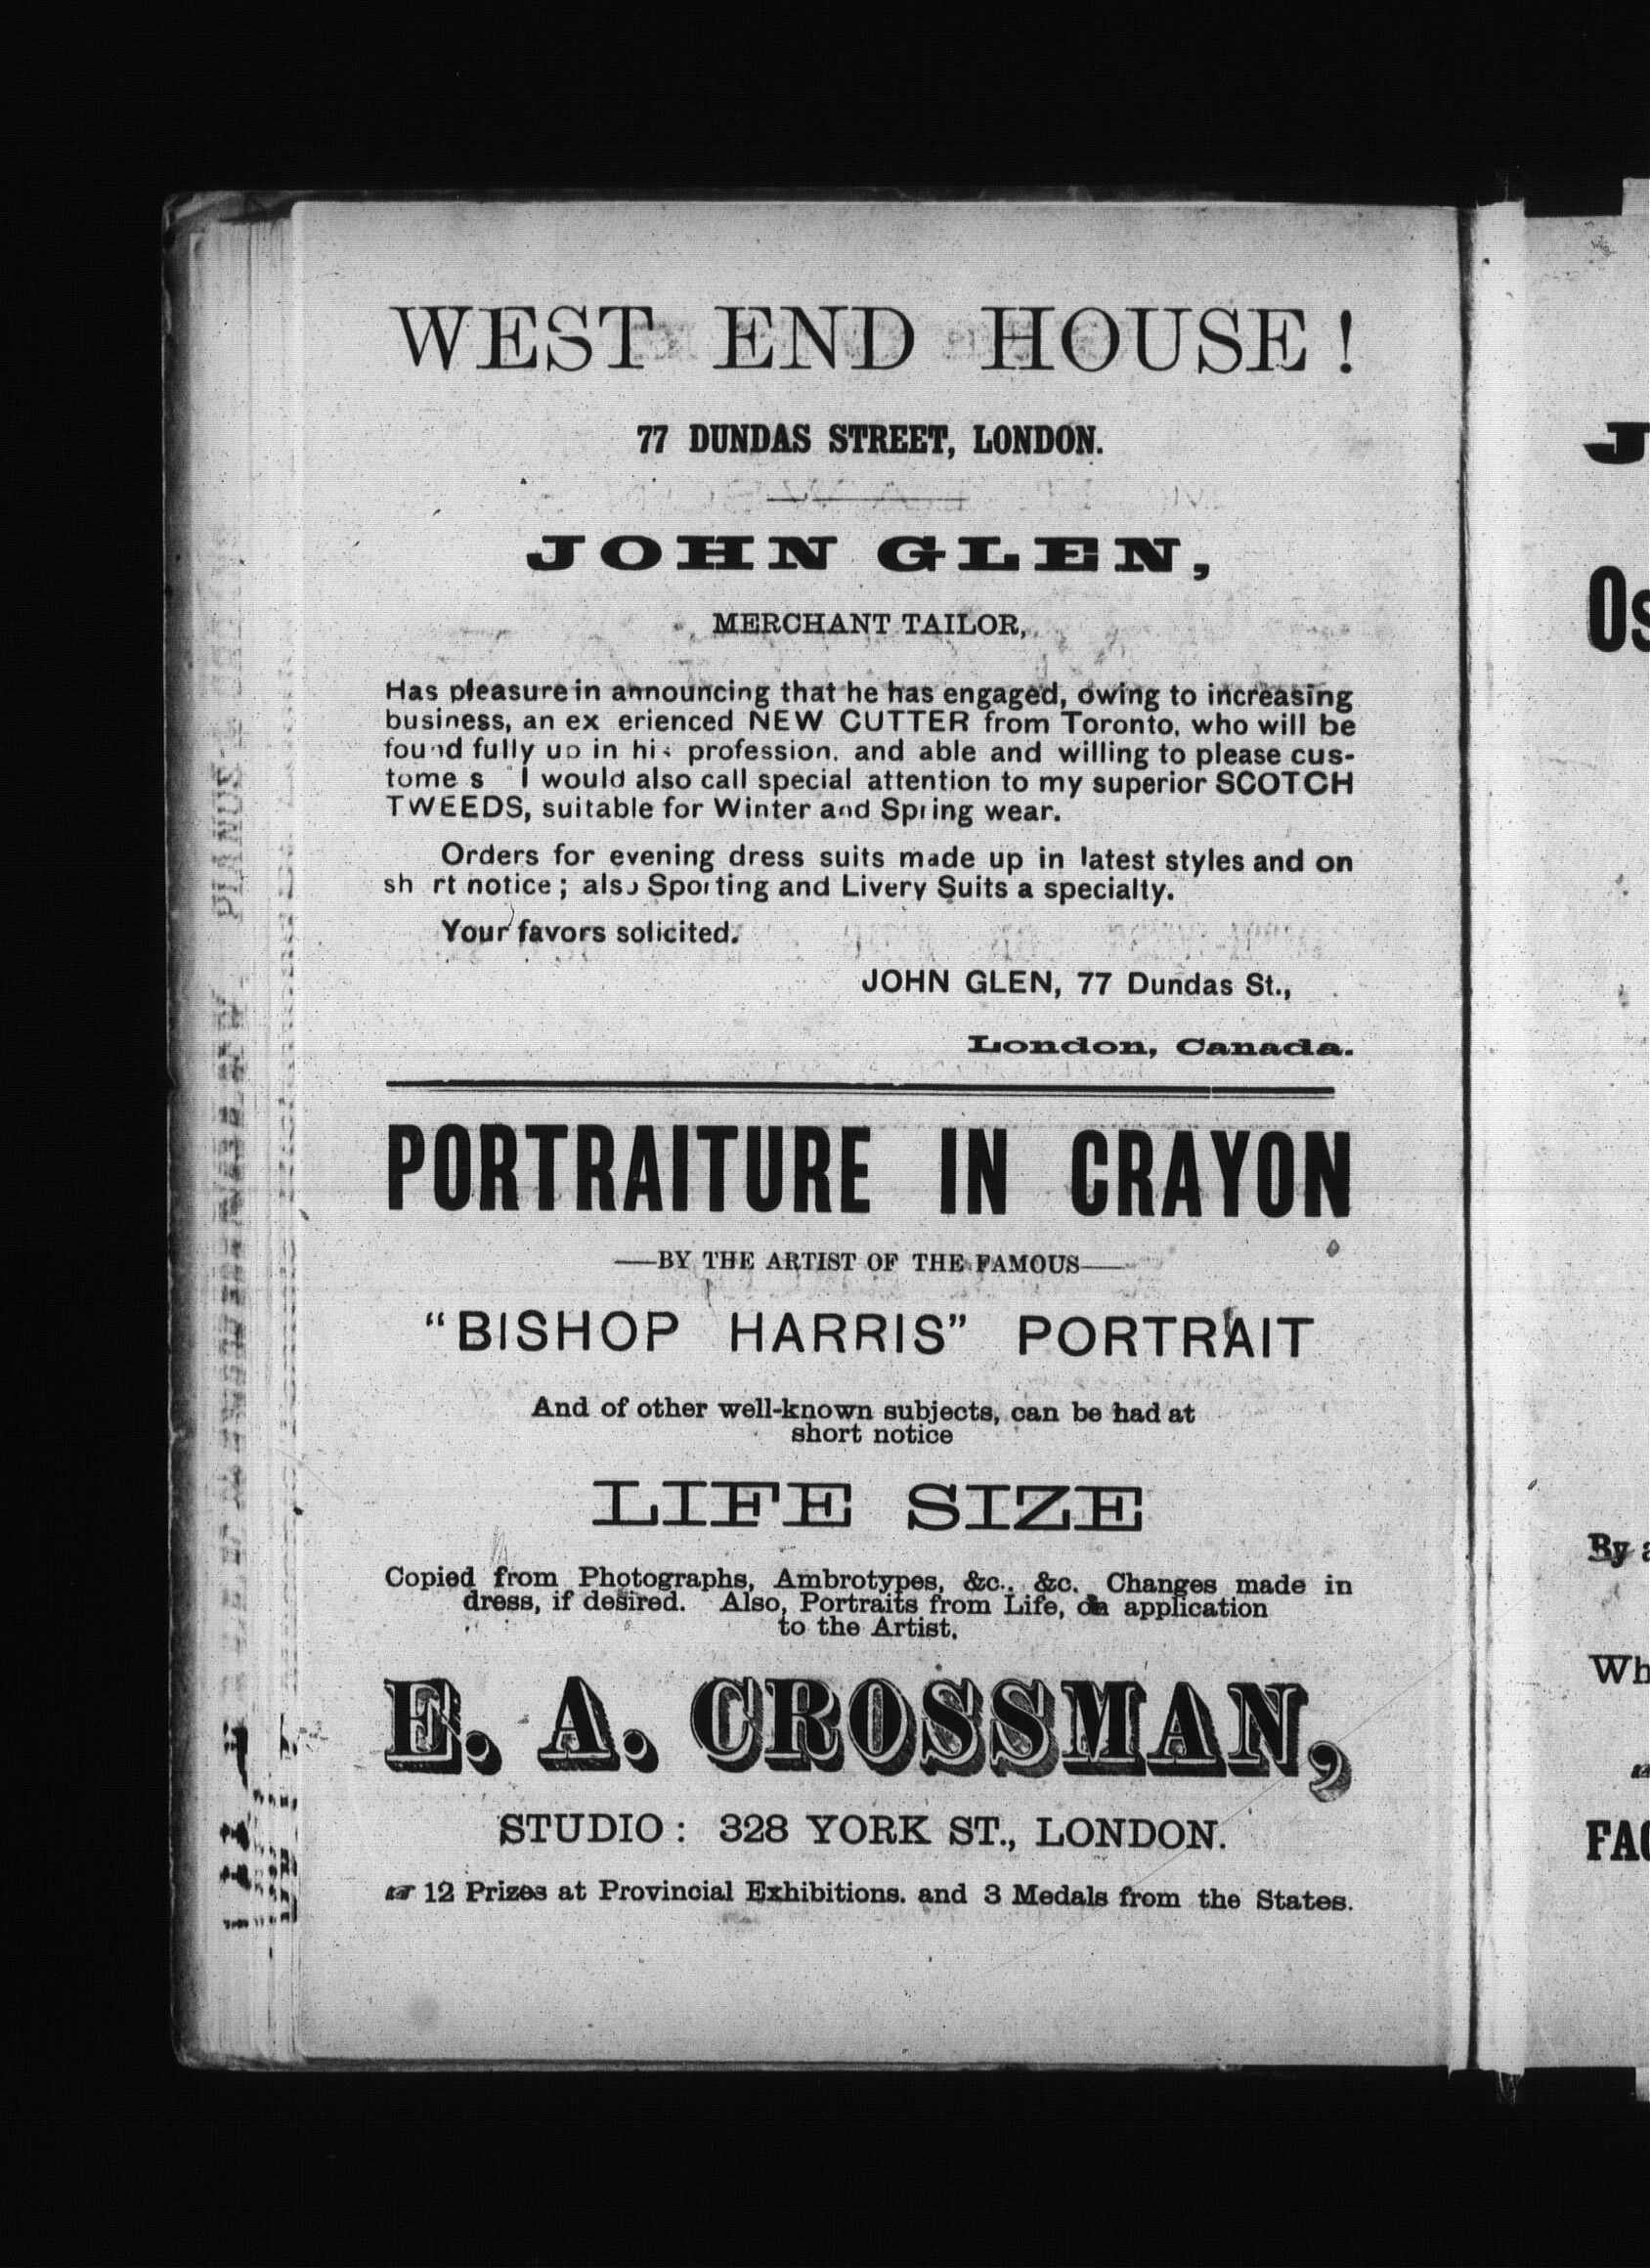 WEST END HOUSE!
77 DUNDAS STREET, LONDON.
JOHN GLEN,
MERCHANT TAILOR,
Has pleasure in announcing that he has engaged, owing to increasing
business, an ex erienced NEW CUTTER from Toronto, who will be
found fully up in his profession. and able and willing to please cus-
tome s I would also call special attention to my superior SCOTCH
TWEEDS, suitable for Winter and Spring wear.
Orders for evening dress suits made up in latest styles and on
sh rt notice; also Sporting and Livery Suits a specialty.
Your favors solicited.
JOHN GLEN, 77 Dundas St.,
London, Canada.
PORTRAITURE IN CRAYON
—BY THE ARTIST OF THE FAMOUS—
"BISHOP HARRIS" PORTRAIT
And of other well-known subjects, can be had at
short notice
LIFE SIZE
Copied from Photographs, Ambrotypes, &c., &c. Changes made in
dress, if desired. Also, Portraits from Life, on application
to the Artist.
E. A. CROSSMAN,
STUDIO: 328 YORK ST., LONDON.
☞ 12 Prizes at Provincial Exhibitions. and 3 Medals from the States.
J
Os
By a
Wh
FAC